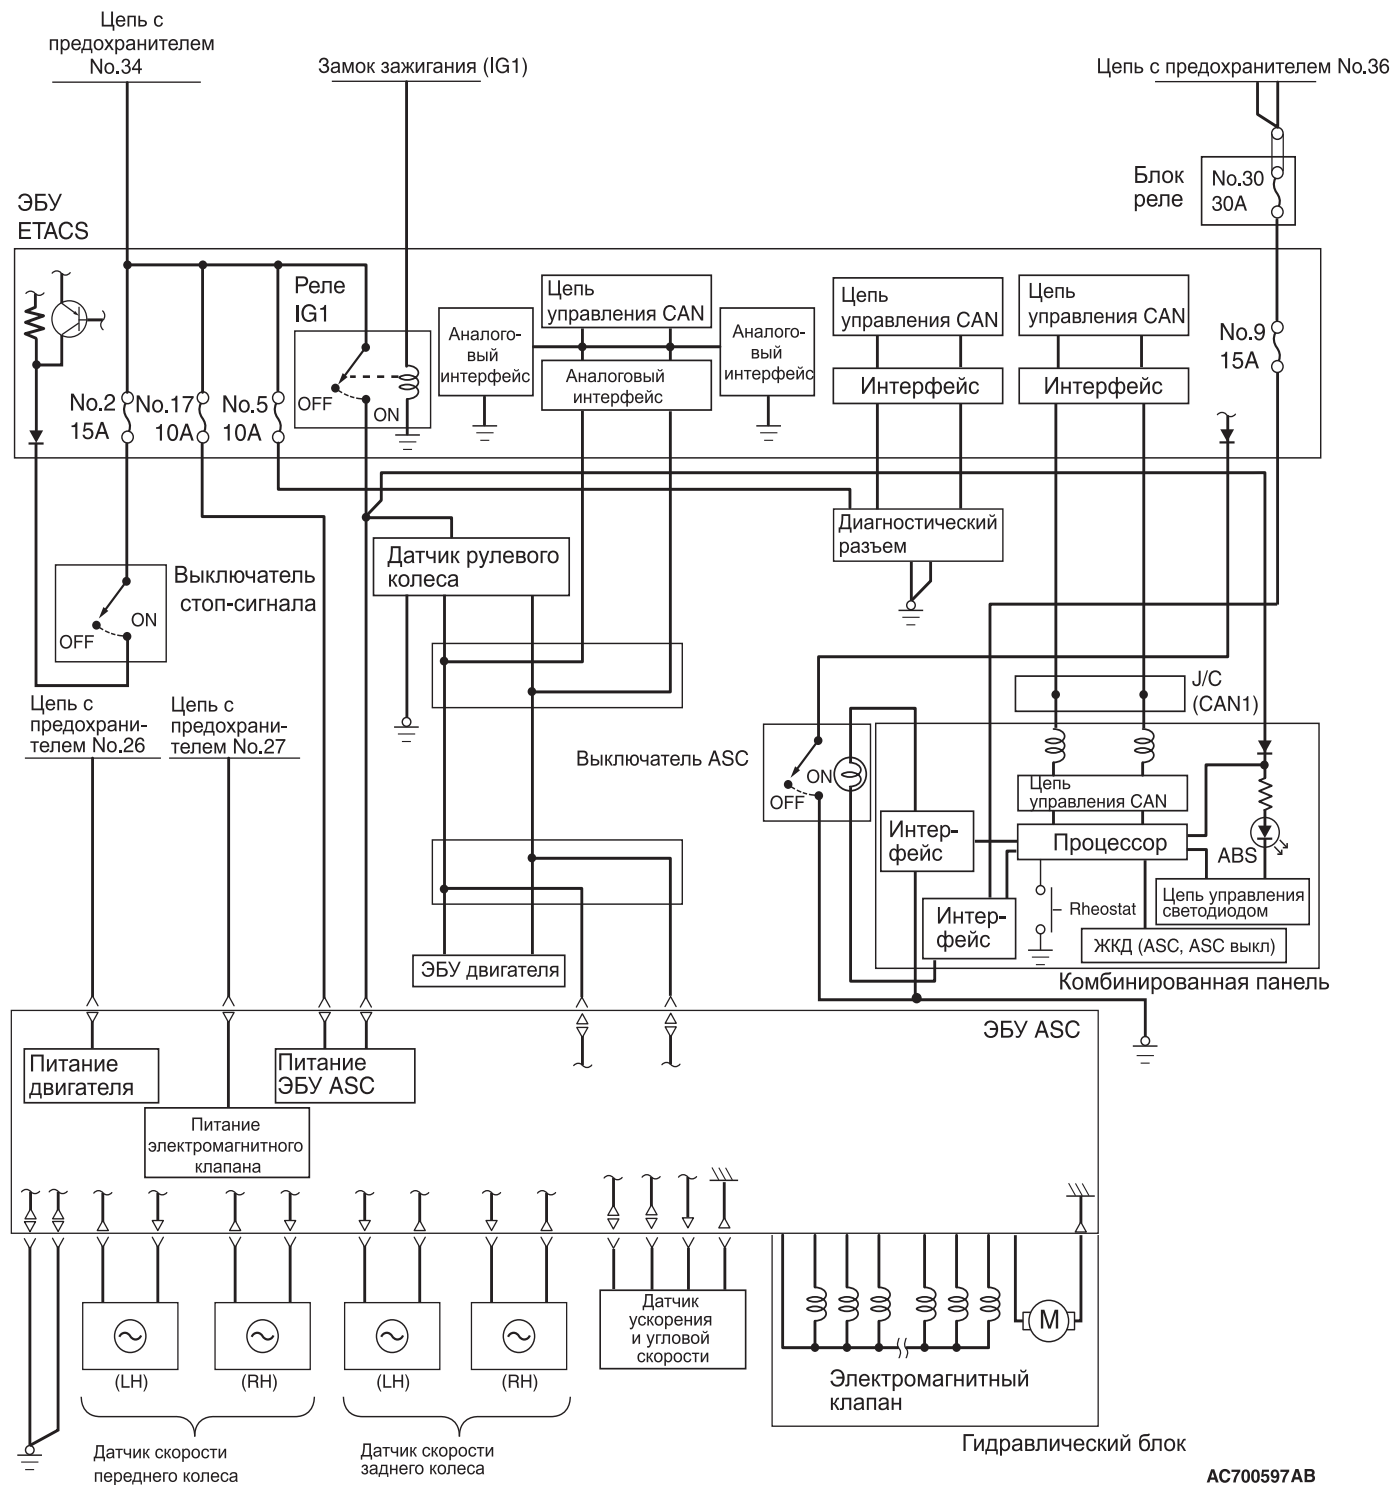 Цепь с
предохранителем
No.34
Замок зажигания (IG1)
Цепь с предохранителем No.36
Блок
реле
No.30
30A
ЭБУ
ETACS
Реле
IG1
OFF
ON
Аналого-
вый
интерфейс
Цепь
управления CAN
Аналоговый
интерфейс
Аналого-
вый
интерфейс
Цепь
управления CAN
Интерфейс
Цепь
управления CAN
Интерфейс
No.9
15A
No.2
15A
No.17
10A
No.5
10A
Диагностический
разъем
Датчик рулевого
колеса
Выключатель
стоп-сигнала
OFF
ON
Цепь с
предохрани-
телем No.26
Цепь с
предохрани-
телем No.27
J/C
(CAN1)
Выключатель ASC
ON
OFF
Цепь
управления CAN
Интер-
фейс
Процессор
ABS
Интер-
фейс
Rheostat
Цепь управления
светодиодом
ЖКД (ASC, ASC выкл)
Комбинированная панель
ЭБУ двигателя
ЭБУ ASC
Питание
двигателя
Питание
ЭБУ ASC
Питание
электромагнитного
клапана
(LH)
(RH)
(LH)
(RH)
Датчик скорости
переднего колеса
Датчик скорости
заднего колеса
Датчик
ускорения
и угловой
скорости
M
Электромагнитный
клапан
Гидравлический блок
AC700597AB